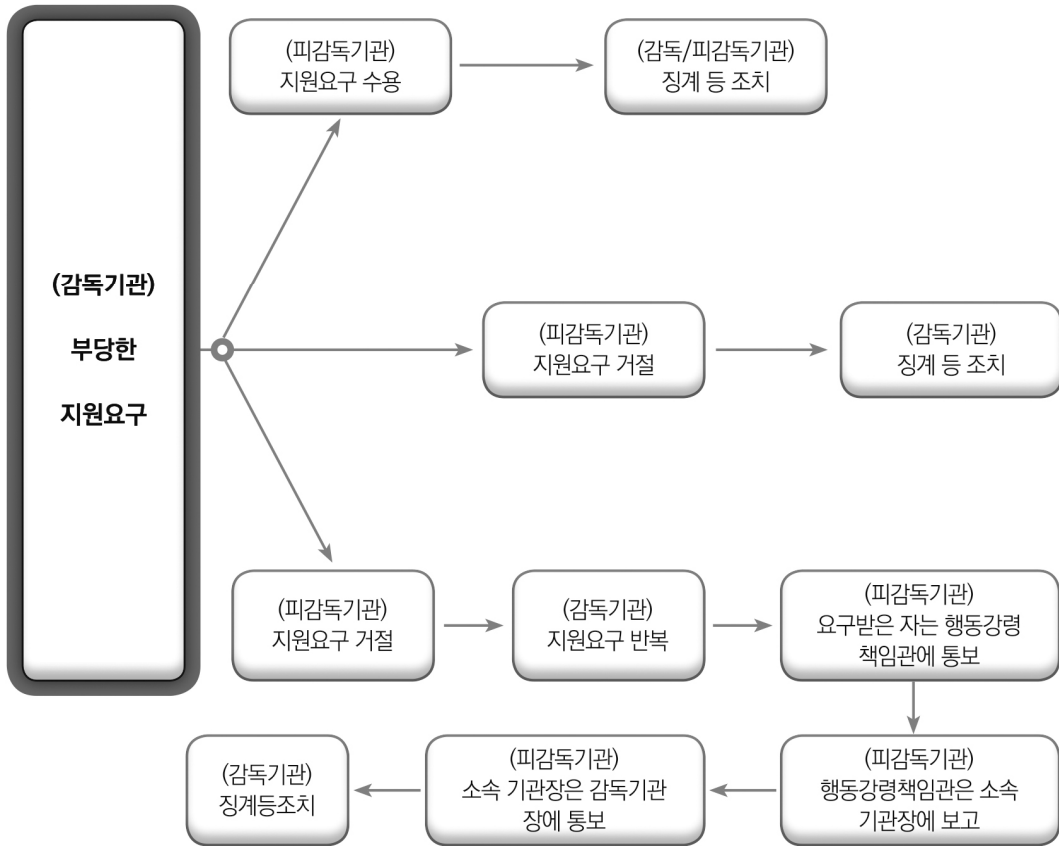 (감독기관)
부당한
지원요구
(피감독기관)
지원요구 수용
(감독/피감독기관)
징계 등 조치
(피감독기관)
지원요구 거절
(감독기관)
징계 등 조치
(피감독기관)
지원요구 거절
(감독기관)
지원요구 반복
(피감독기관)
요구받은 자는 행동강령
책임관에 통보
(피감독기관)
행동강령책임관은 소속
기관장에 보고
(피감독기관)
소속 기관장은 감독기관
장에 통보
(감독기관)
징계등조치